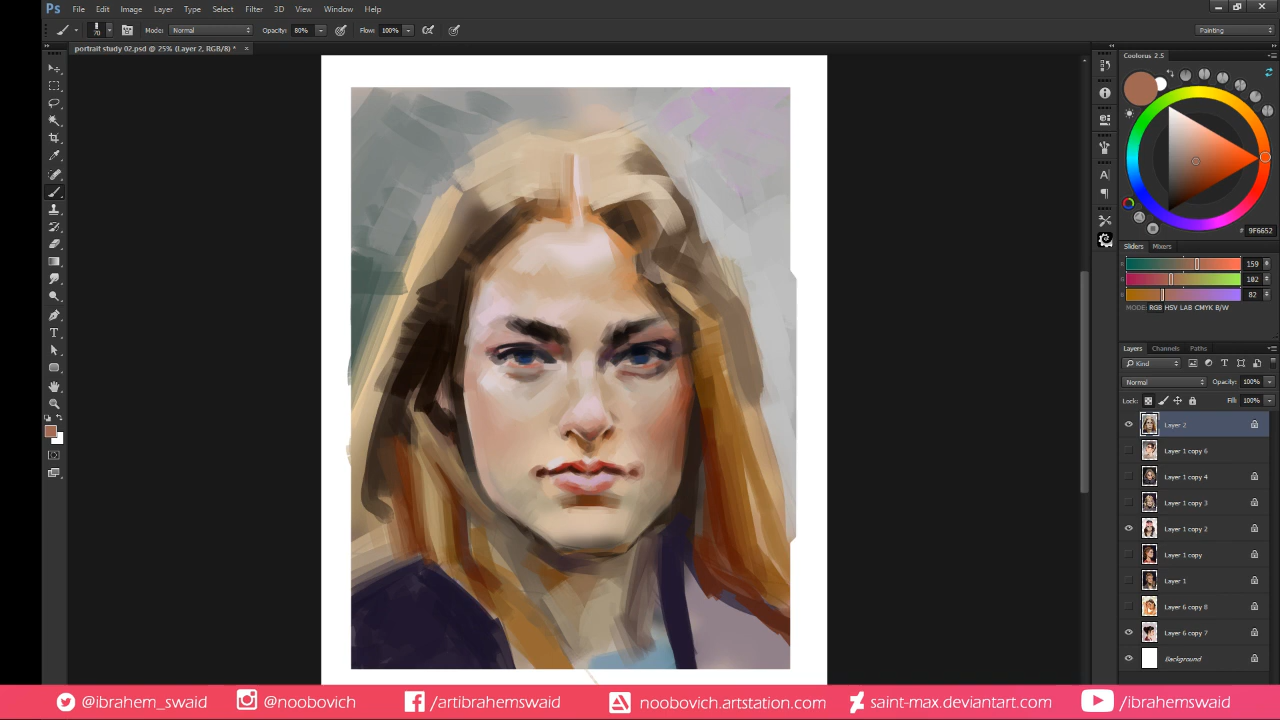 Ps File Edit Image Layer Type Select Filter 3D View Window Help
70 Mode: Normal Opacity: 80% Flow: 100% Painting
portrait study 02.psd @ 25% (Layer 2, RGB/8) * ×
Coolorus 2.5
# 9F6652
Sliders Mixers
R 159
G 102
B 82
MODE: RGB HSV LAB CMYK B/W
Layers Channels Paths
Kind
Normal Opacity: 100%
Lock: Fill: 100%
Layer 2
Layer 1 copy 6
Layer 1 copy 4
Layer 1 copy 3
Layer 1 copy 2
Layer 1 copy
Layer 1
Layer 6 copy 8
Layer 6 copy 7
Background
@ibrahem_swaid @noobovich /artibrahemswaid noobovich.artstation.com saint-max.deviantart.com /ibrahemswaid